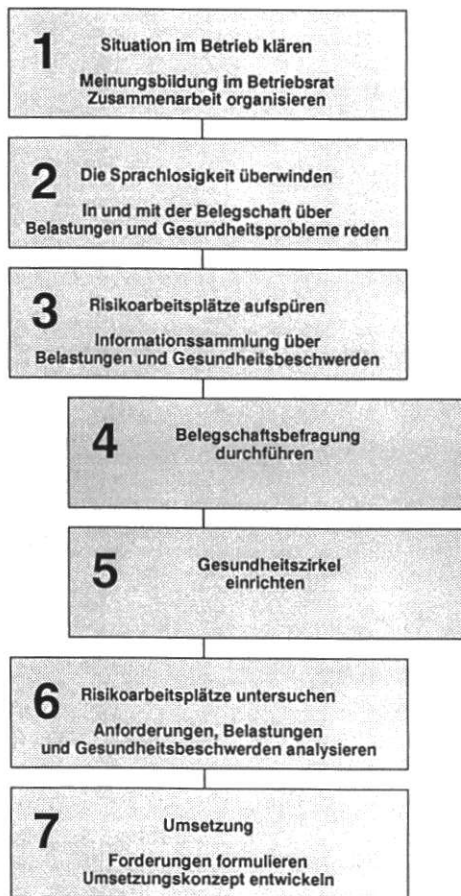 1 Situation im Betrieb klären
Meinungsbildung im Betriebsrat
Zusammenarbeit organisieren
2 Die Sprachlosigkeit überwinden
In und mit der Belegschaft über
Belastungen und Gesundheitsprobleme reden
3 Risikoarbeitsplätze aufspüren
Informationssammlung über
Belastungen und Gesundheitsbeschwerden
4 Belegschaftsbefragung
durchführen
5 Gesundheitszirkel
einrichten
6 Risikoarbeitsplätze untersuchen
Anforderungen, Belastungen
und Gesundheitsbeschwerden analysieren
7 Umsetzung
Forderungen formulieren
Umsetzungskonzept entwickeln